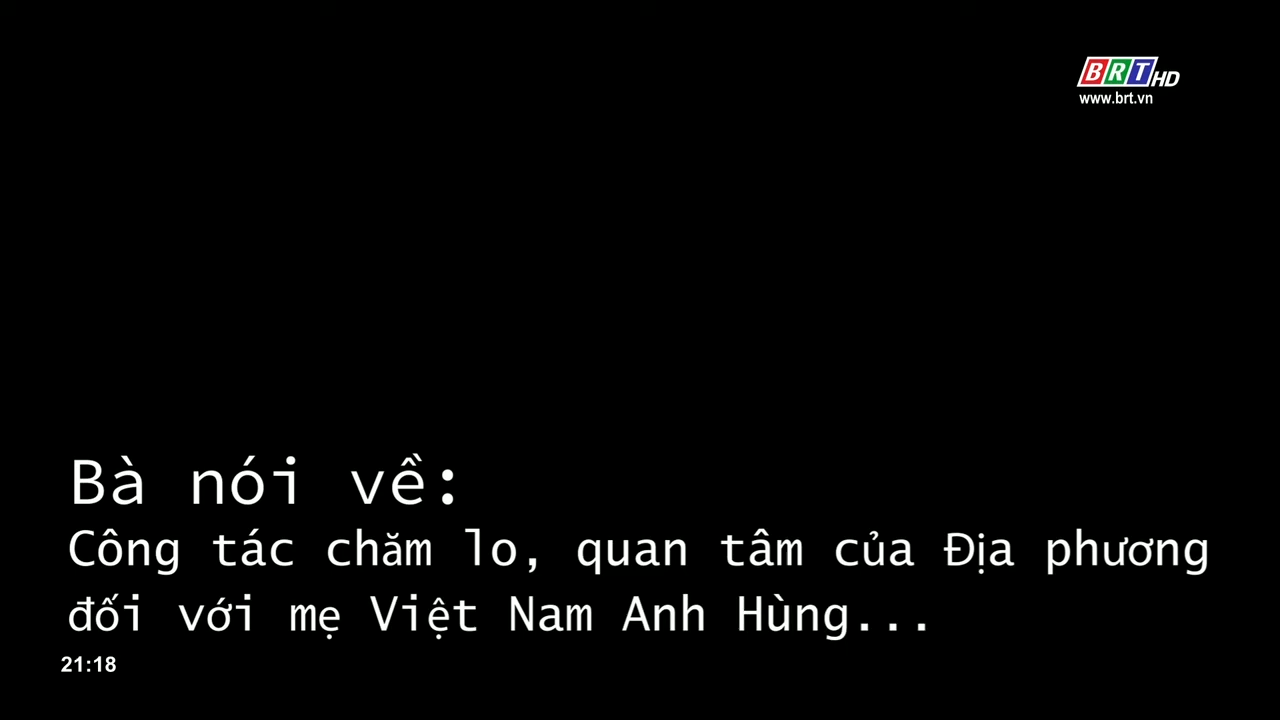 BRT HD
www.brt.vn
Bà nói về:
Công tác chăm lo, quan tâm của Địa phương
đối với mẹ Việt Nam Anh Hùng...
21:18